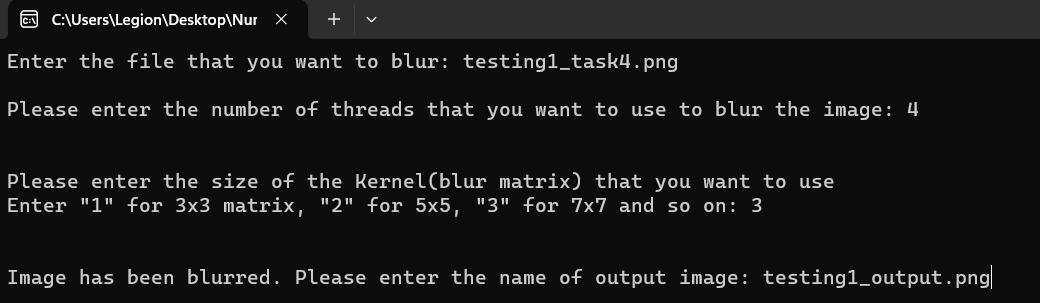 C:\Users\Legion\Desktop\Nur
Enter the file that you want to blur: testing1_task4.png
Please enter the number of threads that you want to use to blur the image: 4
Please enter the size of the Kernel(blur matrix) that you want to use
Enter "1" for 3x3 matrix, "2" for 5x5, "3" for 7x7 and so on: 3
Image has been blurred. Please enter the name of output image: testing1_output.png